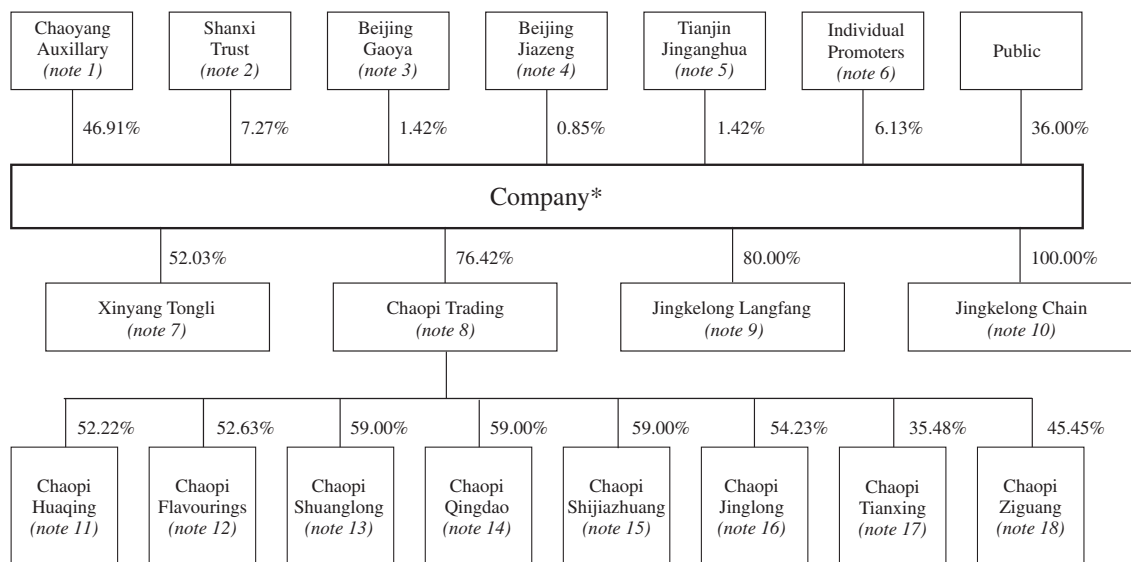 Chaoyang
Auxillary
(note 1)
Shanxi
Trust
(note 2)
Beijing
Gaoya
(note 3)
Beijing
Jiazeng
(note 4)
Tianjin
Jinganghua
(note 5)
Individual
Promoters
(note 6)
Public
46.91%
7.27%
1.42%
0.85%
1.42%
6.13%
36.00%
Company*
52.03%
76.42%
80.00%
100.00%
Xinyang Tongli
(note 7)
Chaopi Trading
(note 8)
Jingkelong Langfang
(note 9)
Jingkelong Chain
(note 10)
52.22%
52.63%
59.00%
59.00%
59.00%
54.23%
35.48%
45.45%
Chaopi
Huaqing
(note 11)
Chaopi
Flavourings
(note 12)
Chaopi
Shuanglong
(note 13)
Chaopi
Qingdao
(note 14)
Chaopi
Shijiazhuang
(note 15)
Chaopi
Jinglong
(note 16)
Chaopi
Tianxing
(note 17)
Chaopi
Ziguang
(note 18)